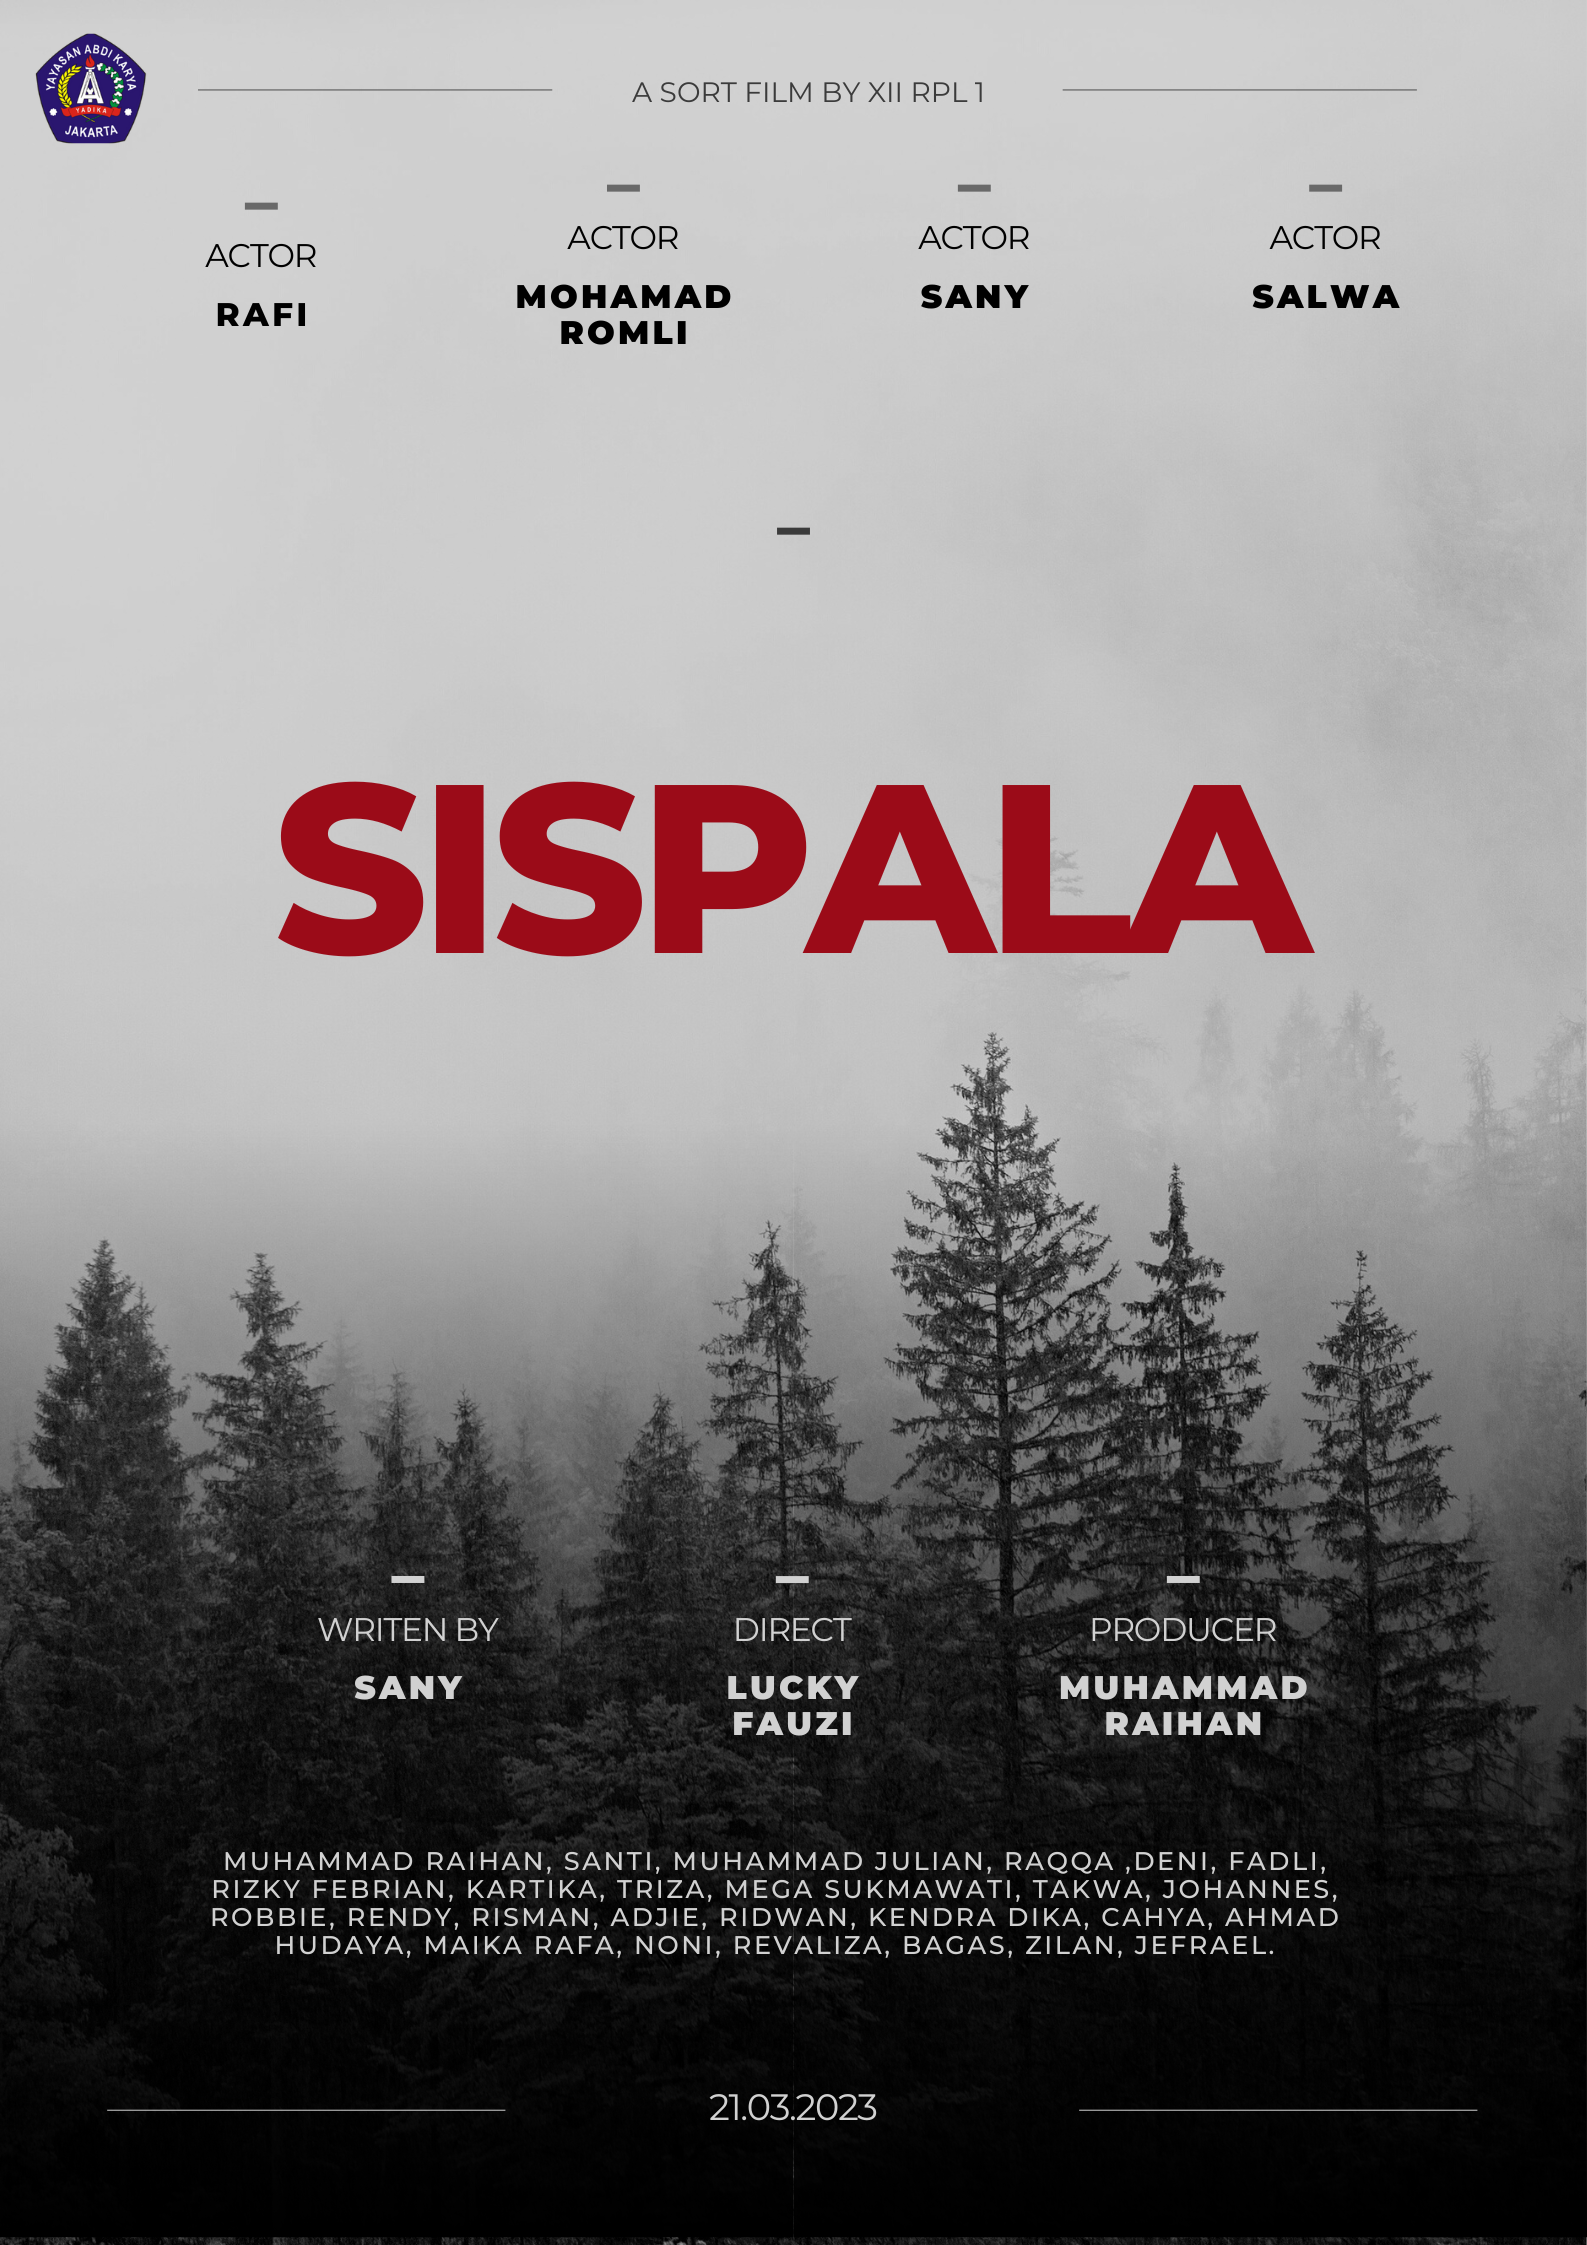 YAYASAN ABDI KARYA
YADIKA
JAKARTA
A SORT FILM BY XII RPL 1
ACTOR
RAFI
ACTOR
MOHAMAD
ROMLI
ACTOR
SANY
ACTOR
SALWA
SISPALA
WRITEN BY
SANY
DIRECT
LUCKY
FAUZI
PRODUCER
MUHAMMAD
RAIHAN
MUHAMMAD RAIHAN, SANTI, MUHAMMAD JULIAN, RAQQA ,DENI, FADLI,
RIZKY FEBRIAN, KARTIKA, TRIZA, MEGA SUKMAWATI, TAKWA, JOHANNES,
ROBBIE, RENDY, RISMAN, ADJIE, RIDWAN, KENDRA DIKA, CAHYA, AHMAD
HUDAYA, MAIKA RAFA, NONI, REVALIZA, BAGAS, ZILAN, JEFRAEL.
21.03.2023